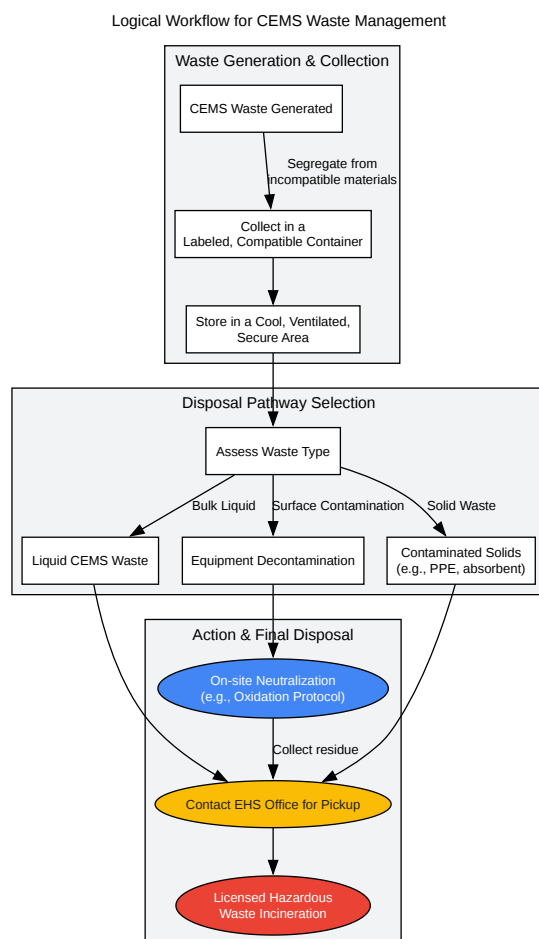 Logical Workflow for CEMS Waste Management
Waste Generation & Collection
CEMS Waste Generated
Segregate from
incompatible materials
Collect in a
Labeled, Compatible Container
Store in a Cool, Ventilated,
Secure Area
Disposal Pathway Selection
Assess Waste Type
Bulk Liquid
Surface Contamination
Solid Waste
Liquid CEMS Waste
Equipment Decontamination
Contaminated Solids
(e.g., PPE, absorbent)
Action & Final Disposal
On-site Neutralization
(e.g., Oxidation Protocol)
Collect residue
Contact EHS Office for Pickup
Licensed Hazardous
Waste Incineration